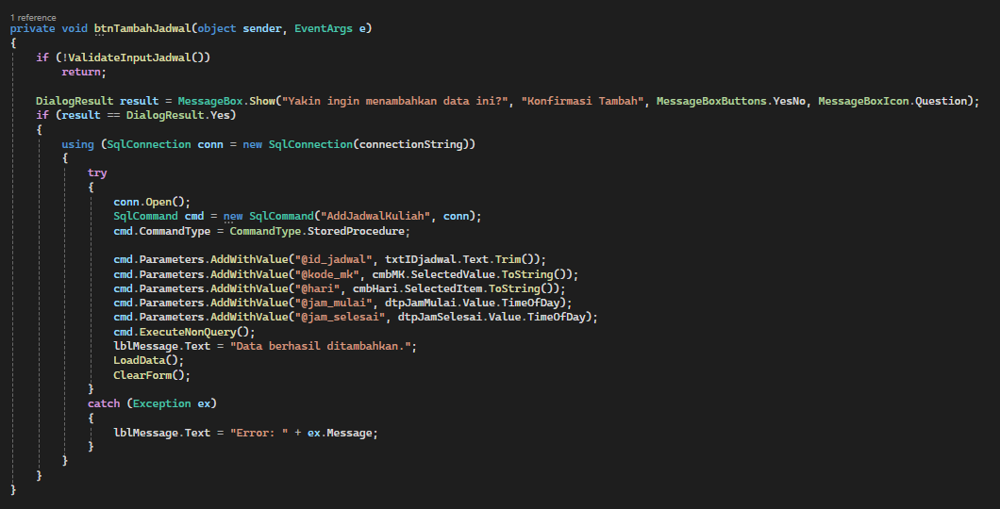 1 reference
private void btnTambahJadwal(object sender, EventArgs e)
{
if (!ValidateInputJadwal())
return;
DialogResult result = MessageBox.Show("Yakin ingin menambahkan data ini?", "Konfirmasi Tambah", MessageBoxButtons.YesNo, MessageBoxIcon.Question);
if (result == DialogResult.Yes)
{
using (SqlConnection conn = new SqlConnection(connectionString))
{
try
{
conn.Open();
SqlCommand cmd = new SqlCommand("AddJadwalKuliah", conn);
cmd.CommandType = CommandType.StoredProcedure;
cmd.Parameters.AddWithValue("@id_jadwal", txtIDjadwal.Text.Trim());
cmd.Parameters.AddWithValue("@kode_mk", cmbMK.SelectedValue.ToString());
cmd.Parameters.AddWithValue("@hari", cmbHari.SelectedItem.ToString());
cmd.Parameters.AddWithValue("@jam_mulai", dtpJamMulai.Value.TimeOfDay);
cmd.Parameters.AddWithValue("@jam_selesai", dtpJamSelesai.Value.TimeOfDay);
cmd.ExecuteNonQuery();
lblMessage.Text = "Data berhasil ditambahkan.";
LoadData();
ClearForm();
}
catch (Exception ex)
{
lblMessage.Text = "Error: " + ex.Message;
}
}
}
}